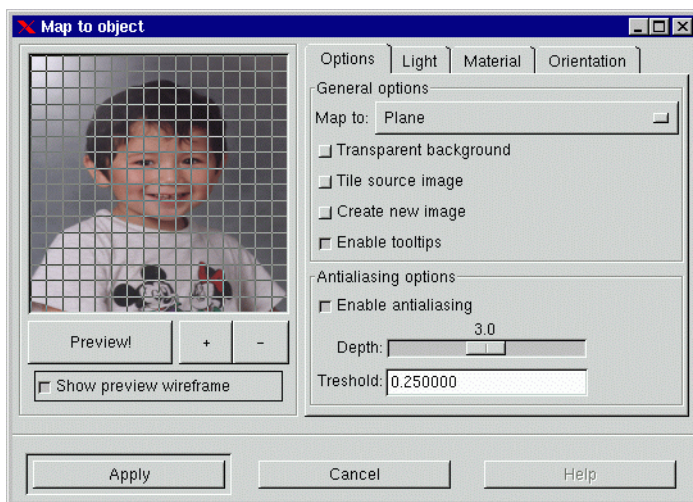 Map to object
Options Light Material Orientation
General options
Map to: Plane
Transparent background
Tile source image
Create new image
Enable tooltips
Antialiasing options
Enable antialiasing
3.0
Depth:
Treshold: 0.250000
Preview! + -
Show preview wireframe
Apply Cancel Help